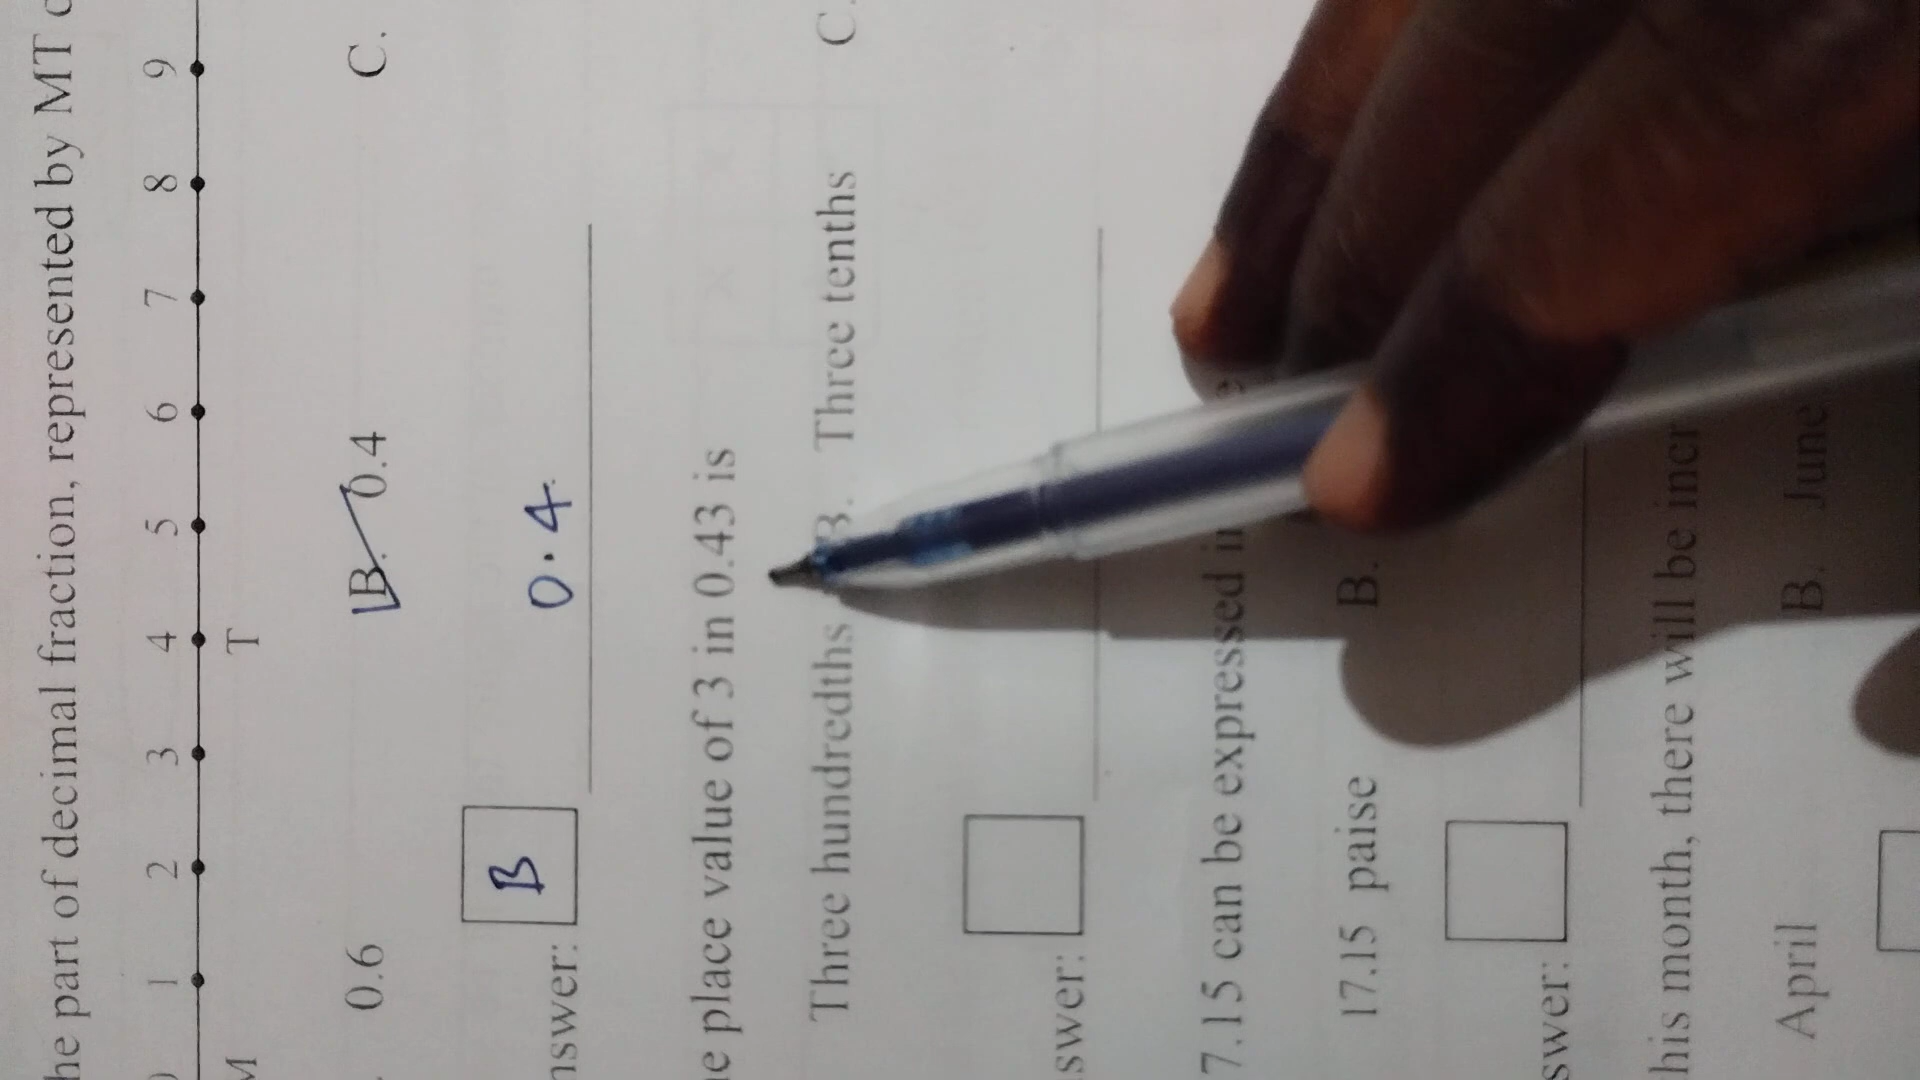 he part of decimal fraction, represented by MT
1 2 3 4 5 6 7 8 9
M T
0.6 B. 0.4 C.
nswer: B 0.4
e place value of 3 in 0.43 is
Three hundredths B. Three tenths C.
swer:
7.15 can be expressed
17.15 paise B.
swer:
his month, there will be incr
April B. June